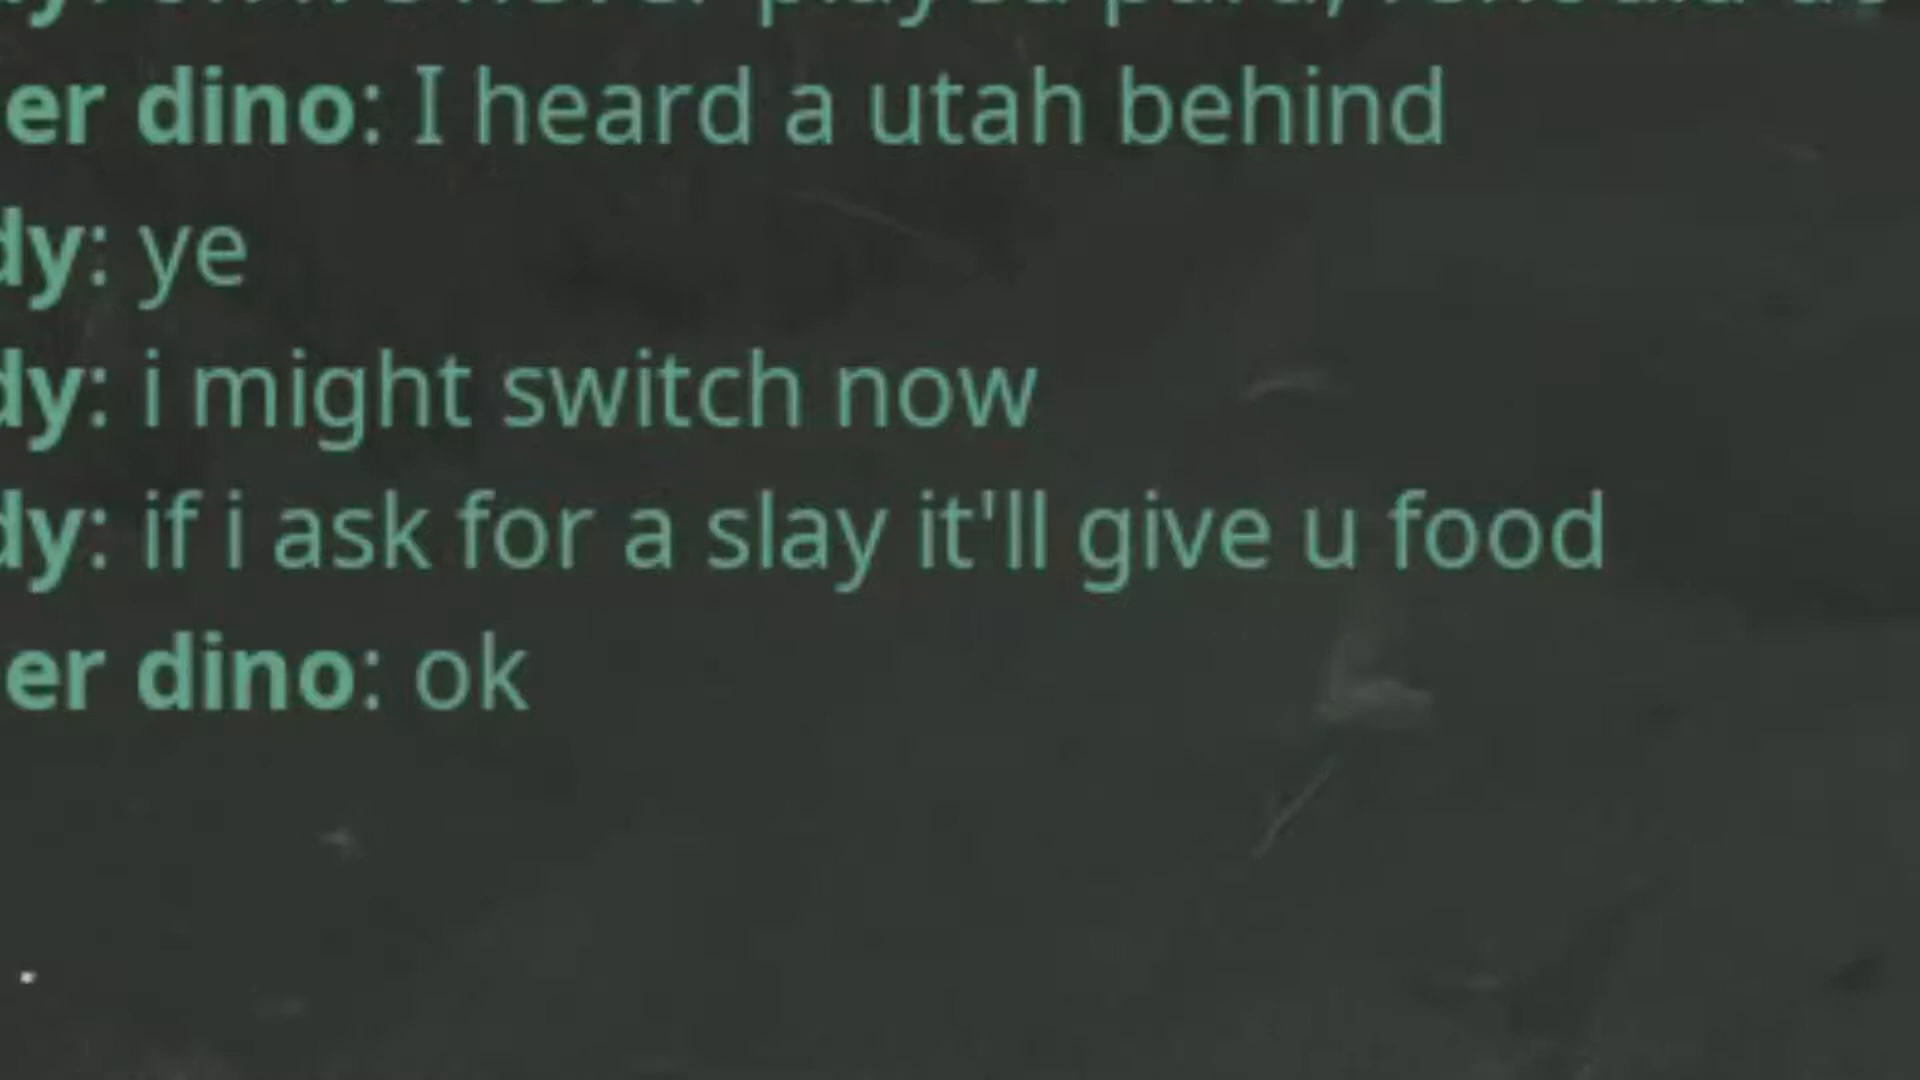 played
er dino: I heard a utah behind
dy: ye
dy: i might switch now
dy: if i ask for a slay it'll give u food
er dino: ok